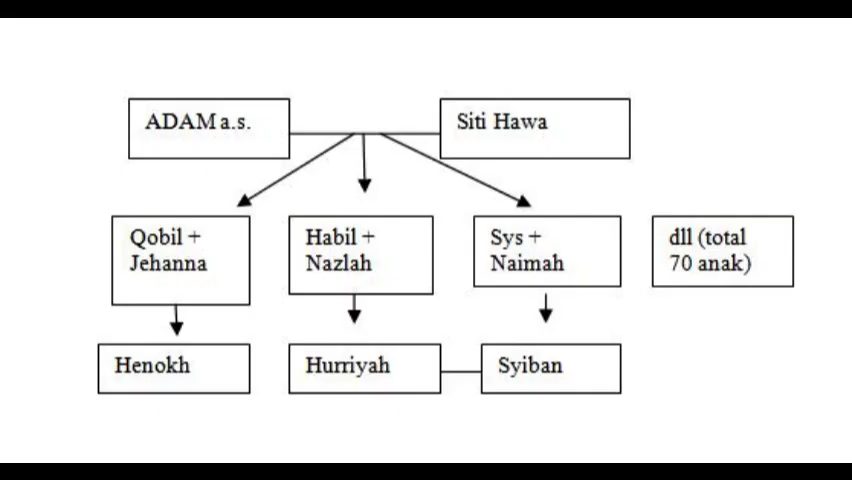 ADAM a.s.
Siti Hawa
Qobil +
Jehanna
Habil +
Nazlah
Sys +
Naimah
dll (total
70 anak)
Henokh
Hurriyah
Syiban